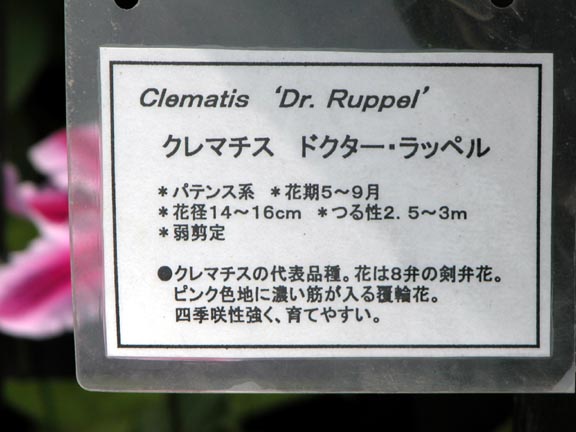 Clematis 'Dr. Ruppel'
クレマチス ドクター・ラッペル
＊パテンス系 ＊花期5～9月
＊花径14～16cm ＊つる性2.5～3m
＊弱剪定
●クレマチスの代表品種。花は8弁の剣弁花。
ピンク色地に濃い筋が入る覆輪花。
四季咲性強く、育てやすい。